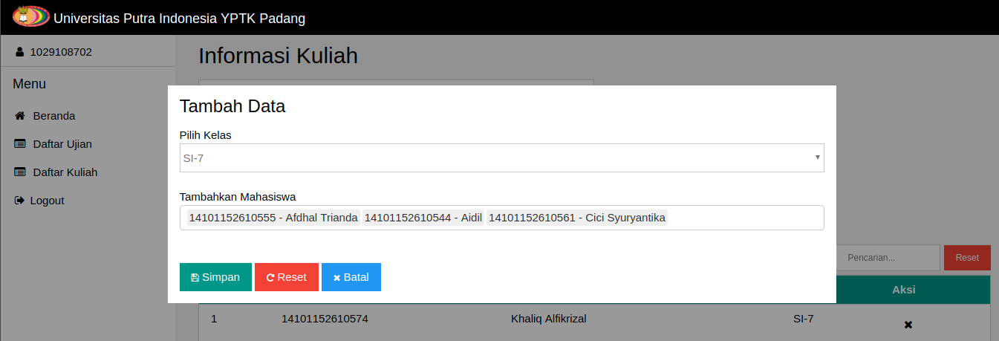 Universitas Putra Indonesia YPTK Padang
1029108702
Menu
Beranda
Daftar Ujian
Daftar Kuliah
Logout
Informasi Kuliah
Tambah Data
Pilih Kelas
SI-7
Tambahkan Mahasiswa
14101152610555 - Afdhal Trianda 14101152610544 - Aidil 14101152610561 - Cici Syuryantika
Simpan Reset Batal
Pencarian... Reset
Aksi
1 14101152610574 Khaliq Alfikrizal SI-7